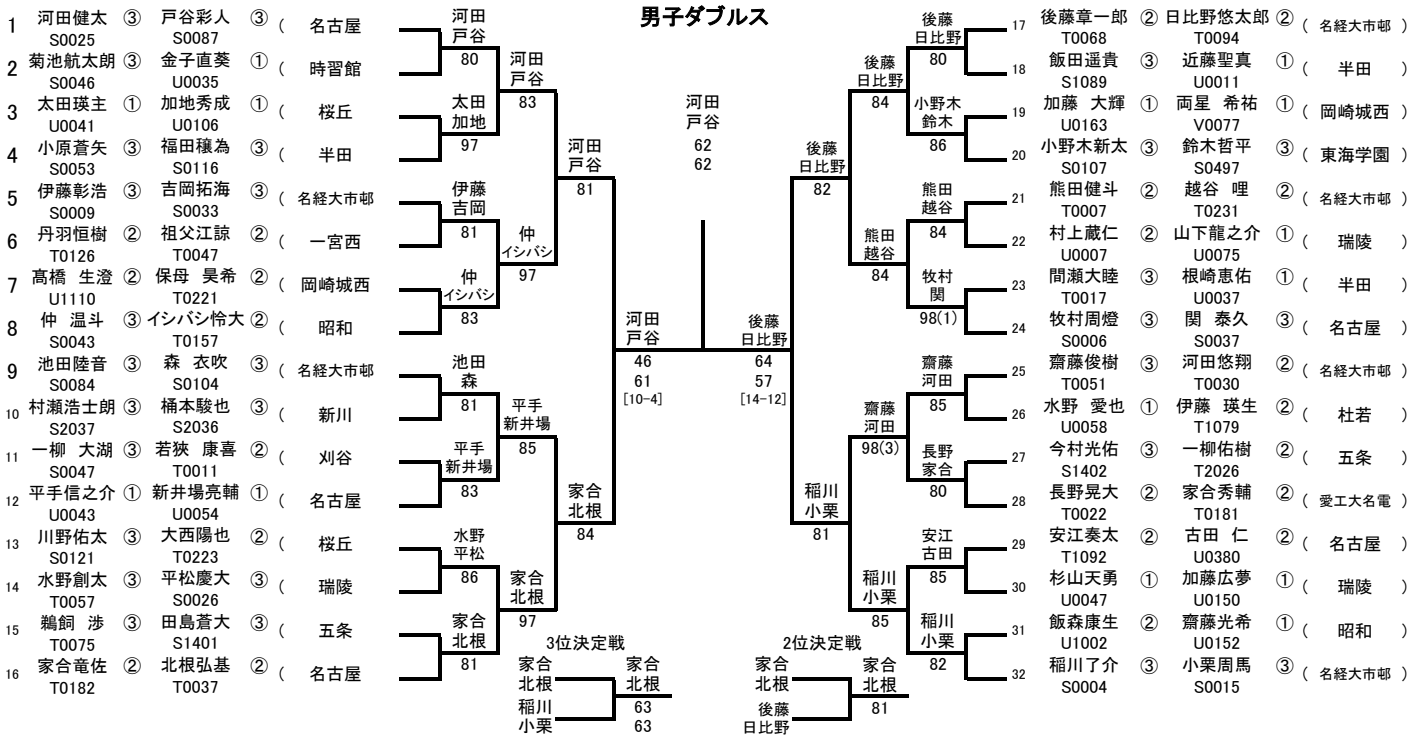 男子ダブルス
1 河田健太 ③ 戸谷彩人 ③ ( 名古屋 )
S0025 S0087
2 菊池航太朗 ③ 金子直葵 ① ( 時習館 )
S0046 U0035
3 太田瑛主 ① 加地秀成 ① ( 桜丘 )
U0041 U0106
4 小原蒼矢 ③ 福田穣為 ③ ( 半田 )
S0053 S0116
5 伊藤彰浩 ③ 吉岡拓海 ③ ( 名経大市邨 )
S0009 S0033
6 丹羽恒樹 ② 祖父江諒 ② ( 一宮西 )
T0126 T0047
7 髙橋 生澄 ② 保母 昊希 ② ( 岡崎城西 )
U1110 T0221
8 仲 温斗 ③ イシバシ怜大 ② ( 昭和 )
S0043 T0157
9 池田陸音 ③ 森 衣吹 ③ ( 名経大市邨 )
S0084 S0104
10 村瀬浩士朗 ③ 桶本駿也 ③ ( 新川 )
S2037 S2036
11 一柳 大湖 ③ 若狹 康喜 ② ( 刈谷 )
S0047 T0011
12 平手信之介 ① 新井場亮輔 ① ( 名古屋 )
U0043 U0054
13 川野佑太 ③ 大西陽也 ② ( 桜丘 )
S0121 T0223
14 水野創太 ③ 平松慶大 ③ ( 瑞陵 )
T0057 S0026
15 鵜飼 渉 ③ 田島蒼大 ③ ( 五条 )
T0075 S1401
16 家合竜佐 ② 北根弘基 ② ( 名古屋 )
T0182 T0037
河田
戸谷
80
太田
加地
97
伊藤
吉岡
81
仲
イシバシ
83
池田
森
81
平手
新井場
83
水野
平松
86
家合
北根
81
河田
戸谷
83
仲
イシバシ
97
平手
新井場
85
家合
北根
97
河田
戸谷
81
家合
北根
84
河田
戸谷
46
61
[10-4]
河田
戸谷
62
62
後藤
日比野
64
57
[14-12]
後藤
日比野
82
稲川
小栗
81
後藤
日比野
84
熊田
越谷
84
齋藤
河田
98(3)
稲川
小栗
85
後藤
日比野
80
小野木
鈴木
86
熊田
越谷
84
牧村
関
98(1)
齋藤
河田
85
長野
家合
80
安江
古田
85
稲川
小栗
82
17 後藤章一郎 ② 日比野悠太郎 ② ( 名経大市邨 )
T0068 T0094
18 飯田遥貴 ③ 近藤聖真 ① ( 半田 )
S1089 U0011
19 加藤 大輝 ① 両星 希祐 ① ( 岡崎城西 )
U0163 V0077
20 小野木新太 ③ 鈴木哲平 ③ ( 東海学園 )
S0107 S0497
21 熊田健斗 ② 越谷 哩 ② ( 名経大市邨 )
T0007 T0231
22 村上蔵仁 ② 山下龍之介 ① ( 瑞陵 )
U0007 U0075
23 間瀬大睦 ③ 根崎恵佑 ① ( 半田 )
T0017 U0037
24 牧村周燈 ③ 関 泰久 ③ ( 名古屋 )
S0006 S0037
25 齋藤俊樹 ③ 河田悠翔 ② ( 名経大市邨 )
T0051 T0030
26 水野 愛也 ① 伊藤 瑛生 ② ( 杜若 )
U0058 T1079
27 今村光佑 ③ 一柳佑樹 ② ( 五条 )
S1402 T2026
28 長野晃大 ② 家合秀輔 ② ( 愛工大名電 )
T0022 T0181
29 安江奏太 ② 古田 仁 ② ( 名古屋 )
T1092 U0380
30 杉山天勇 ① 加藤広夢 ① ( 瑞陵 )
U0047 U0150
31 飯森康生 ② 齋藤光希 ① ( 昭和 )
U1002 U0152
32 稲川了介 ③ 小栗周馬 ③ ( 名経大市邨 )
S0004 S0015
3位決定戦
家合
北根
稲川
小栗
家合
北根
63
63
2位決定戦
家合
北根
後藤
日比野
家合
北根
81